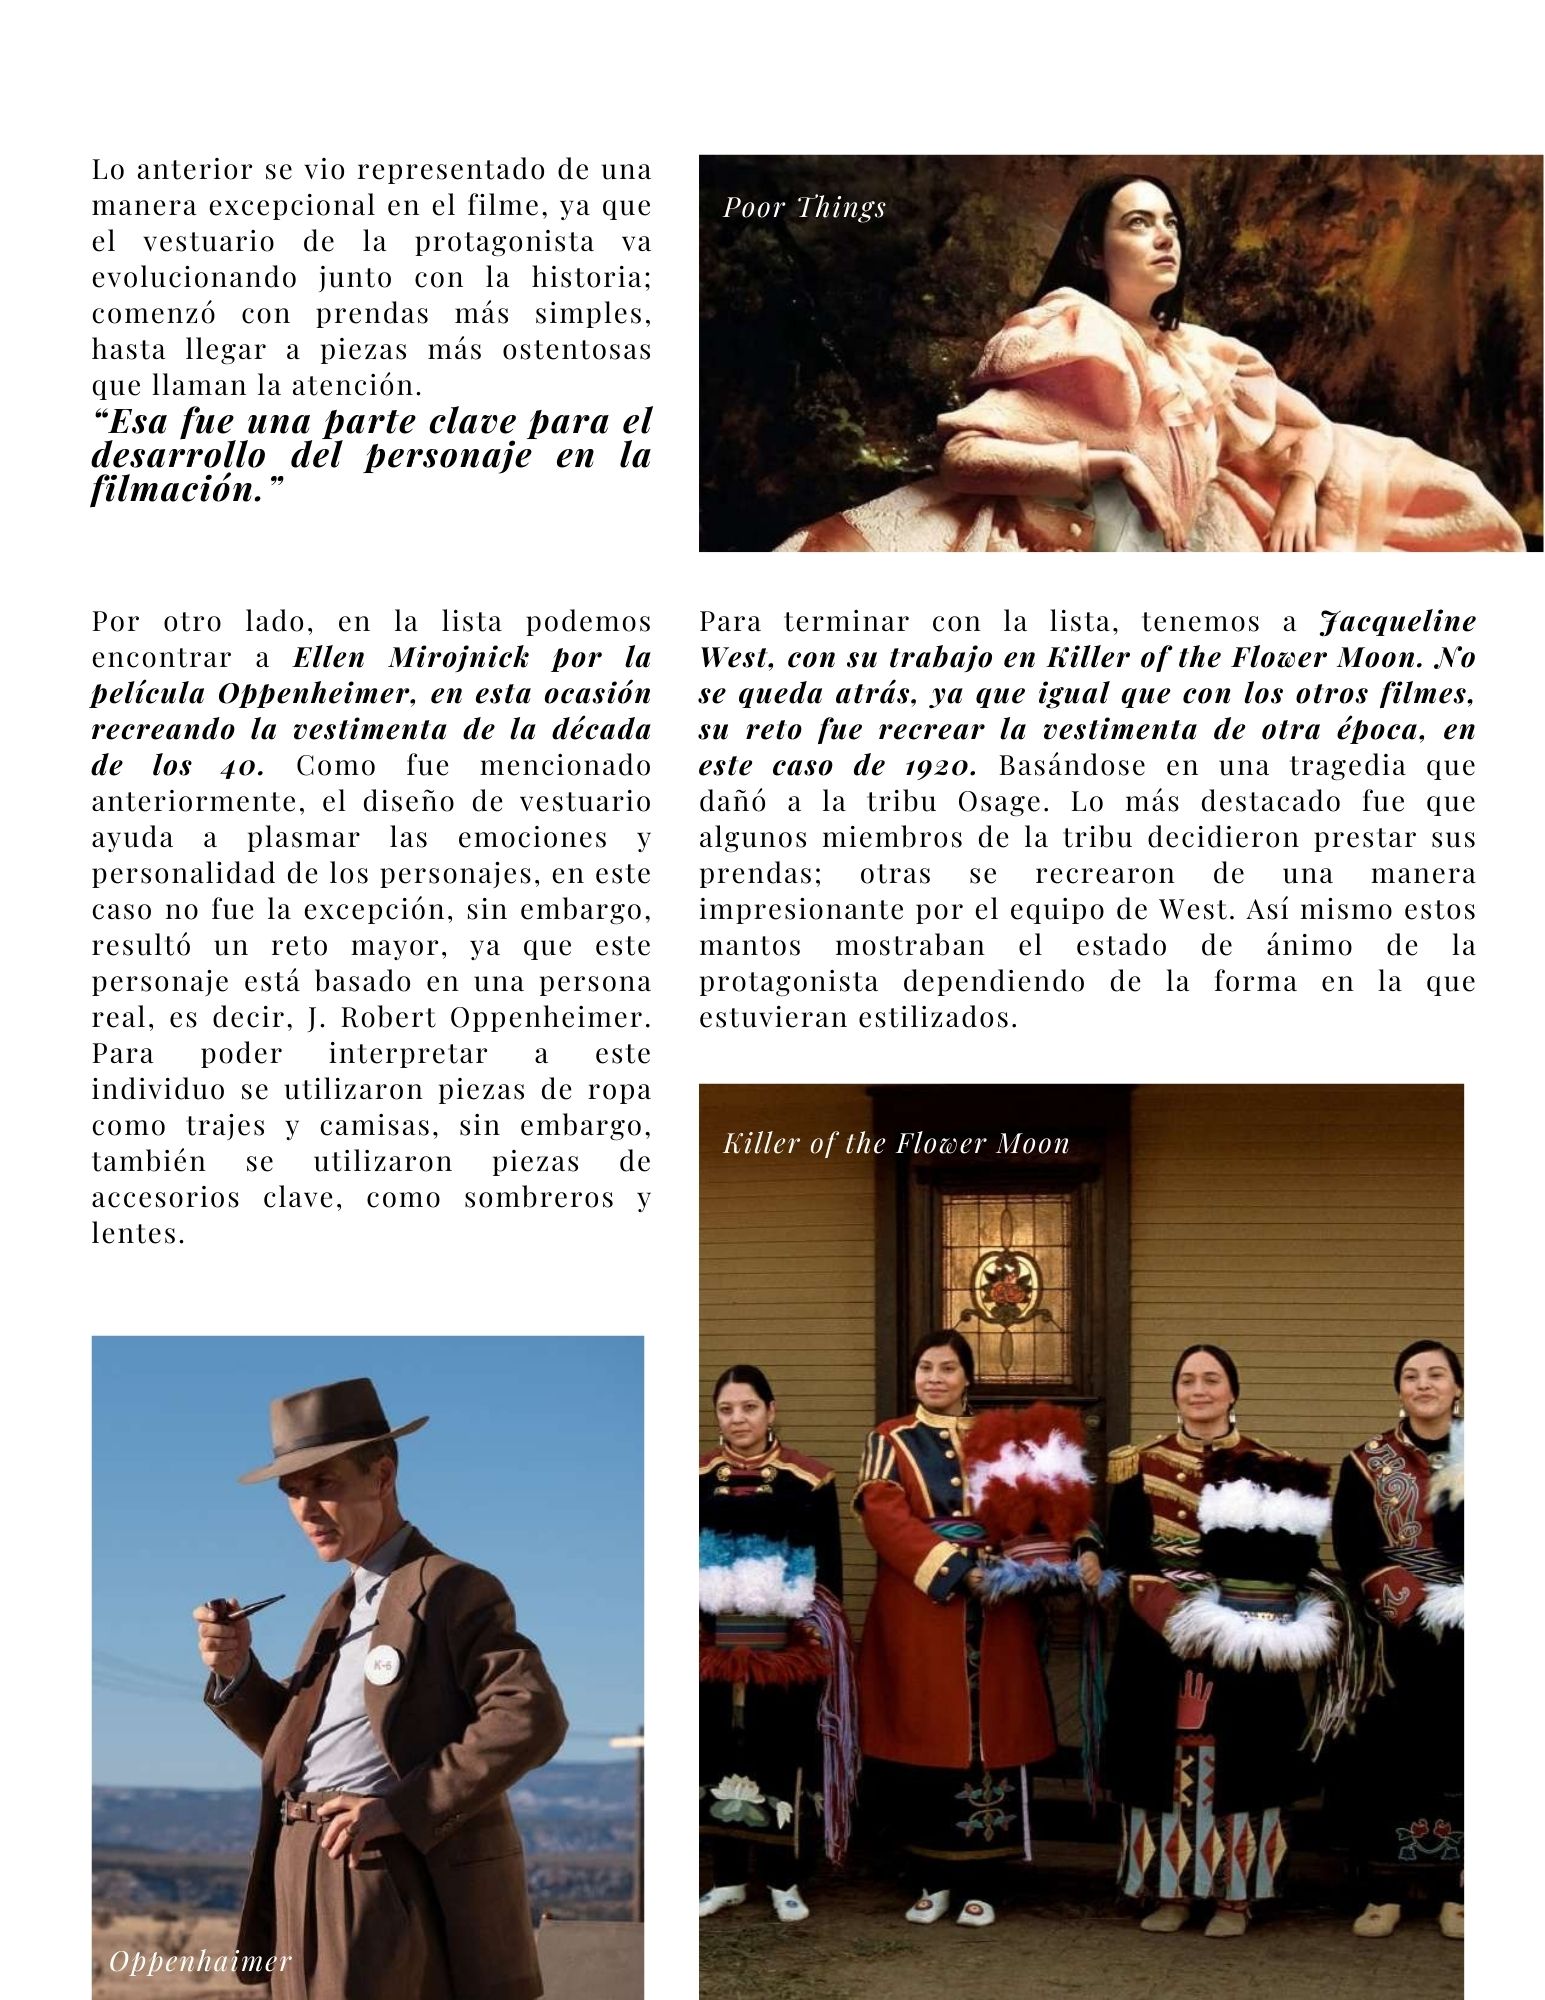 Lo anterior se vio representado de una
manera excepcional en el filme, ya que
el vestuario de la protagonista va
evolucionando junto con la historia;
comenzó con prendas más simples,
hasta llegar a piezas más ostentosas
que llaman la atención.
“Esa fue una parte clave para el
desarrollo del personaje en la
filmación.”
Poor Things
Por otro lado, en la lista podemos
encontrar a Ellen Mirojnick por la
película Oppenheimer, en esta ocasión
recreando la vestimenta de la década
de los 40. Como fue mencionado
anteriormente, el diseño de vestuario
ayuda a plasmar las emociones y
personalidad de los personajes, en este
caso no fue la excepción, sin embargo,
resultó un reto mayor, ya que este
personaje está basado en una persona
real, es decir, J. Robert Oppenheimer.
Para poder interpretar a este
individuo se utilizaron piezas de ropa
como trajes y camisas, sin embargo,
también se utilizaron piezas de
accesorios clave, como sombreros y
lentes.
K-6
Oppenhaimer
Para terminar con la lista, tenemos a Jacqueline
West, con su trabajo en Killer of the Flower Moon. No
se queda atrás, ya que igual que con los otros filmes,
su reto fue recrear la vestimenta de otra época, en
este caso de 1920. Basándose en una tragedia que
dañó a la tribu Osage. Lo más destacado fue que
algunos miembros de la tribu decidieron prestar sus
prendas; otras se recrearon de una manera
impresionante por el equipo de West. Así mismo estos
mantos mostraban el estado de ánimo de la
protagonista dependiendo de la forma en la que
estuvieran estilizados.
Killer of the Flower Moon